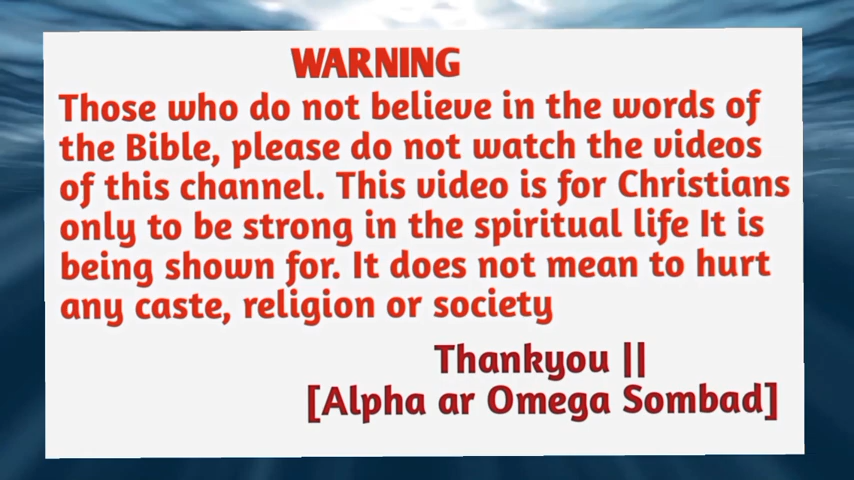 WARNING
Those who do not believe in the words of
the Bible, please do not watch the videos
of this channel. This video is for Christians
only to be strong in the spiritual life It is
being shown for. It does not mean to hurt
any caste, religion or society
Thankyou ||
[Alpha ar Omega Sombad]